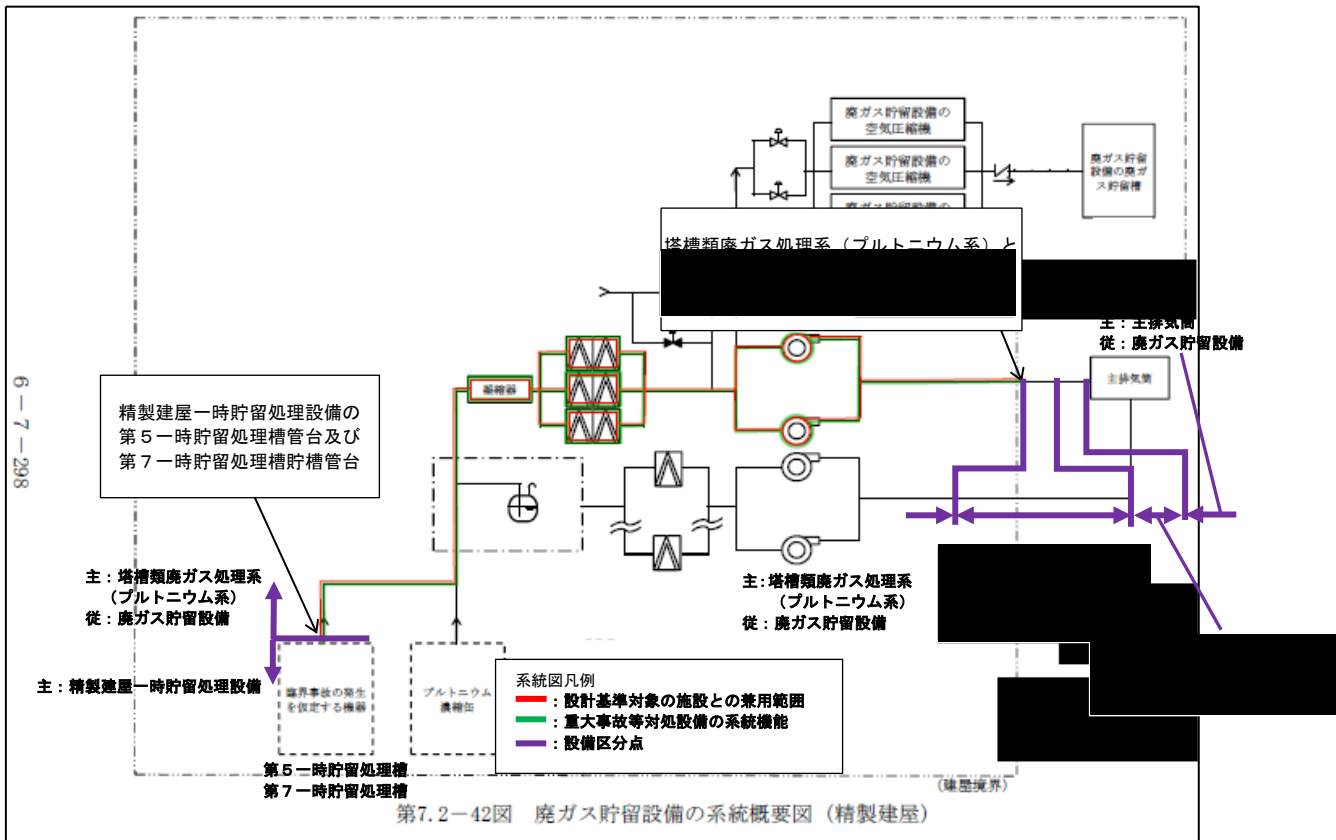 廃ガス貯留設備の
空気圧縮機
廃ガス貯留設備の
空気圧縮機
廃ガス貯留設備の
廃ガス貯留
設備の廃ガ
ス貯留槽
塔槽類廃ガス処理系（プルトニウム系）と
主：主排気筒
従：廃ガス貯留設備
主排気筒
凝縮器
精製建屋一時貯留処理設備の
第５一時貯留処理槽管台及び
第７一時貯留処理槽貯槽管台
6－7－298
主：塔槽類廃ガス処理系
（プルトニウム系）
従：廃ガス貯留設備
主：塔槽類廃ガス処理系
（プルトニウム系）
従：廃ガス貯留設備
主：精製建屋一時貯留処理設備
臨界事故の発生
を仮定する機器
プルトニウム
濃縮缶
系統図凡例
：設計基準対象の施設との兼用範囲
：重大事故等対処設備の系統機能
：設備区分点
第５一時貯留処理槽
第７一時貯留処理槽
(建屋境界)
第7.2－42図　廃ガス貯留設備の系統概要図（精製建屋）